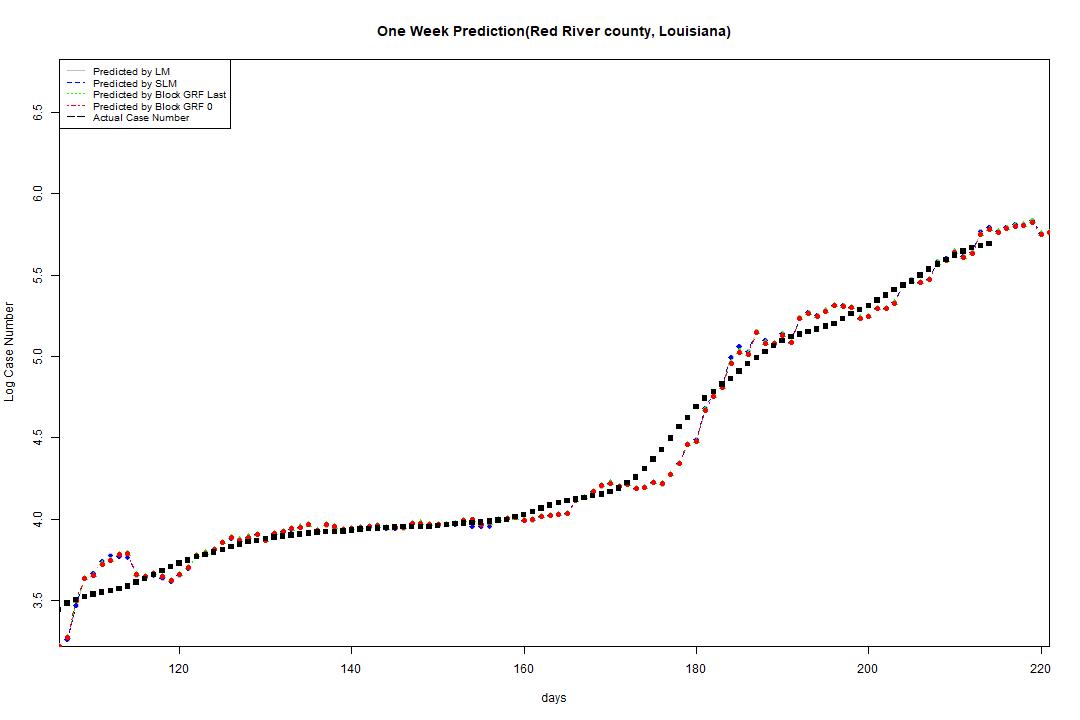 One Week Prediction(Red River county, Louisiana)
Predicted by LM
Predicted by SLM
Predicted by Block GRF Last
Predicted by Block GRF 0
Actual Case Number
6.5
6.0
5.5
5.0
4.5
4.0
3.5
Log Case Number
120 140 160 180 200 220
days